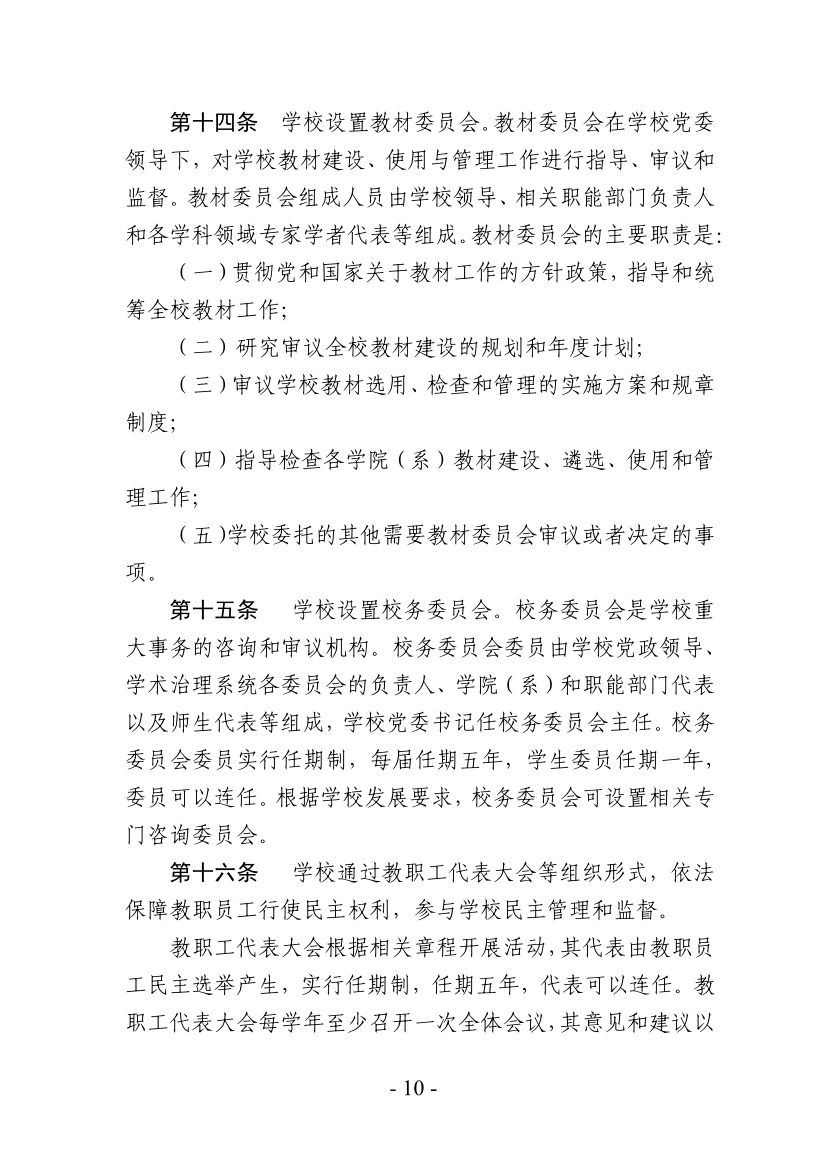 第十四条 学校设置教材委员会。教材委员会在学校党委
领导下，对学校教材建设、使用与管理工作进行指导、审议和
监督。教材委员会组成人员由学校领导、相关职能部门负责人
和各学科领域专家学者代表等组成。教材委员会的主要职责是：
（一）贯彻党和国家关于教材工作的方针政策，指导和统
筹全校教材工作；
（二）研究审议全校教材建设的规划和年度计划；
（三）审议学校教材选用、检查和管理的实施方案和规章
制度；
（四）指导检查各学院（系）教材建设、遴选、使用和管
理工作；
（五）学校委托的其他需要教材委员会审议或者决定的事
项。
第十五条 学校设置校务委员会。校务委员会是学校重
大事务的咨询和审议机构。校务委员会委员由学校党政领导、
学术治理系统各委员会的负责人、学院（系）和职能部门代表
以及师生代表等组成，学校党委书记任校务委员会主任。校务
委员会委员实行任期制，每届任期五年，学生委员任期一年，
委员可以连任。根据学校发展要求，校务委员会可设置相关专
门咨询委员会。
第十六条 学校通过教职工代表大会等组织形式，依法
保障教职员工行使民主权利，参与学校民主管理和监督。
教职工代表大会根据相关章程开展活动，其代表由教职员
工民主选举产生，实行任期制，任期五年，代表可以连任。教
职工代表大会每学年至少召开一次全体会议，其意见和建议以
- 10 -